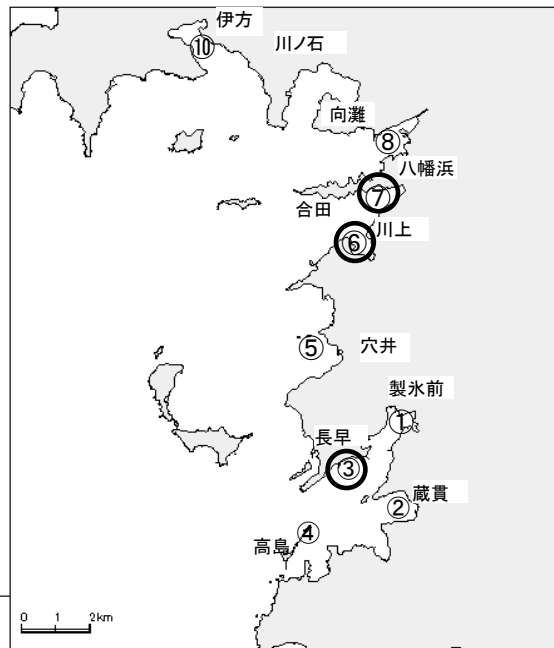 伊方
⑩
川ノ石
向灘
⑧
八幡浜
⑦
合田
川上
⑥
⑤
穴井
製氷前
①
長早
③
蔵貫
②
④
高島
0 1 2km